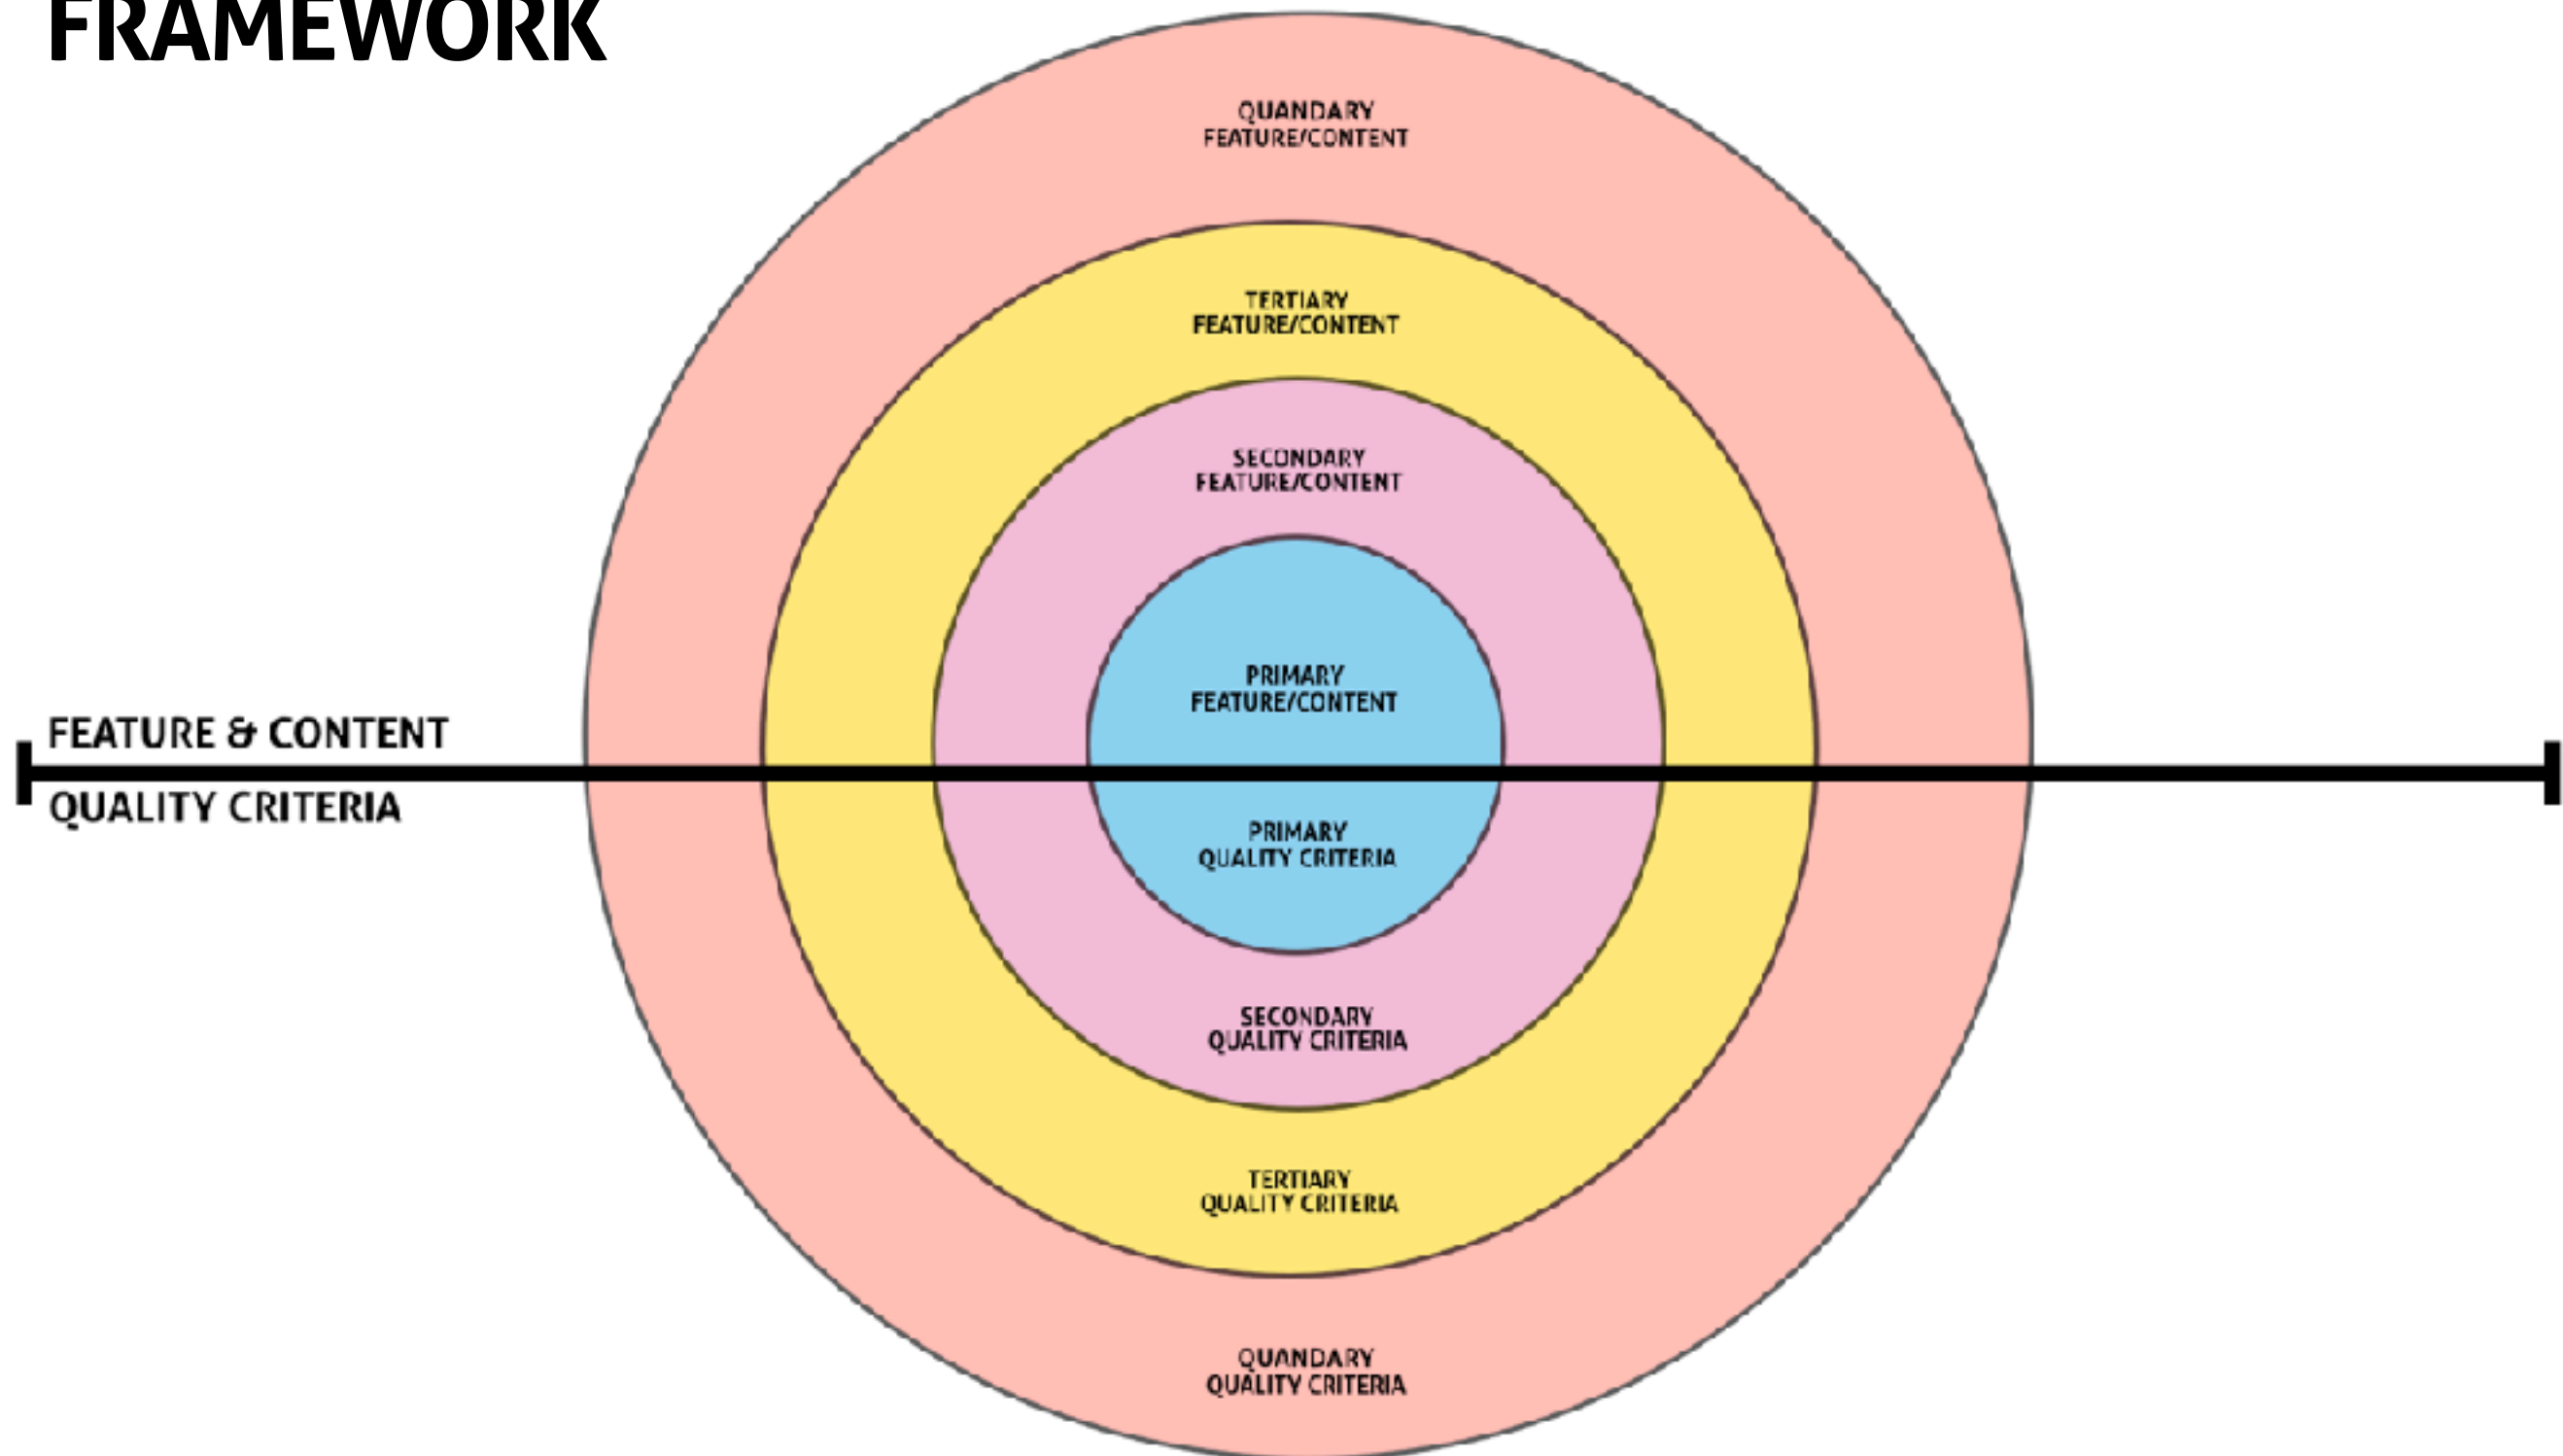 FRAMEWORK
QUANDARY
FEATURE/CONTENT
TERTIARY
FEATURE/CONTENT
SECONDARY
FEATURE/CONTENT
PRIMARY
FEATURE/CONTENT
FEATURE & CONTENT
QUALITY CRITERIA
PRIMARY
QUALITY CRITERIA
SECONDARY
QUALITY CRITERIA
TERTIARY
QUALITY CRITERIA
QUANDARY
QUALITY CRITERIA